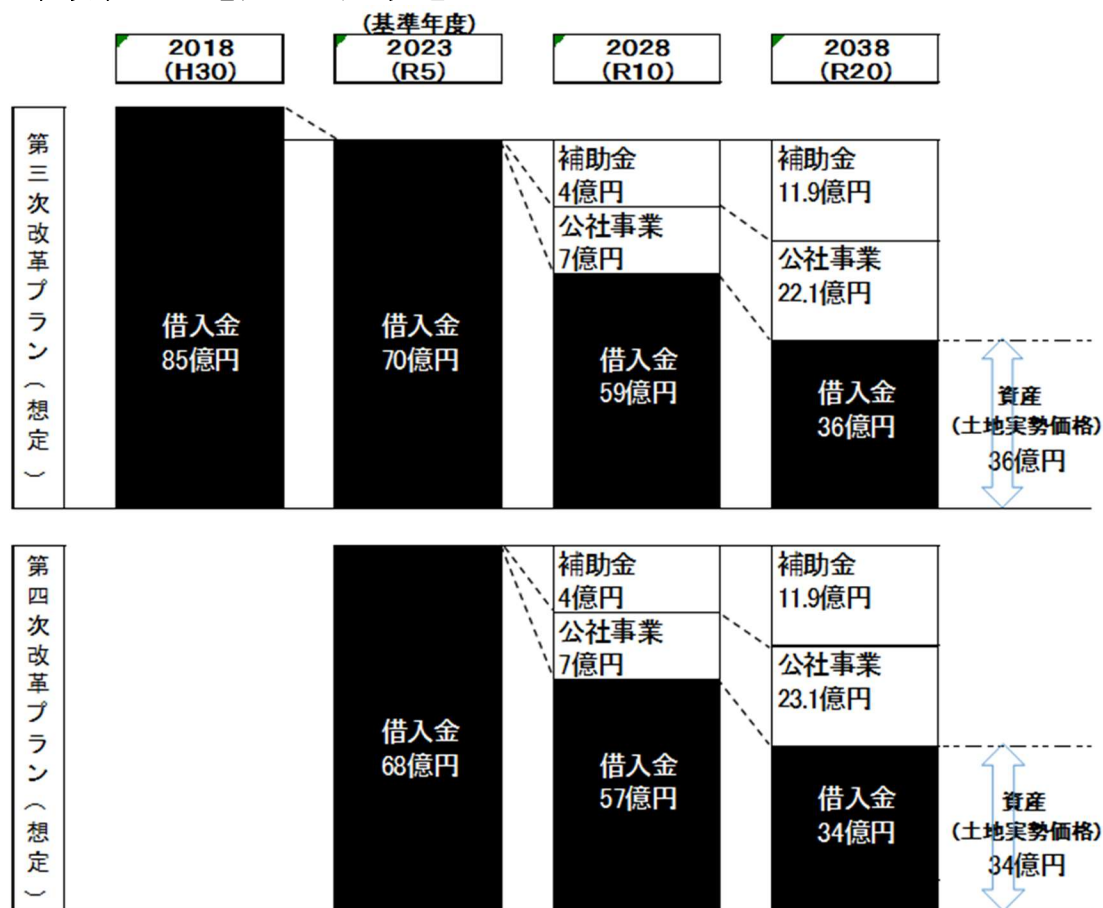 (基準年度)
2018
(H30)
2023
(R5)
2028
(R10)
2038
(R20)
第三次改革プラン(想定)
借入金
85億円
借入金
70億円
補助金
4億円
公社事業
7億円
借入金
59億円
補助金
11.9億円
公社事業
22.1億円
借入金
36億円
資産
(土地実勢価格)
36億円
第四次改革プラン(想定)
借入金
68億円
補助金
4億円
公社事業
7億円
借入金
57億円
補助金
11.9億円
公社事業
23.1億円
借入金
34億円
資産
(土地実勢価格)
34億円